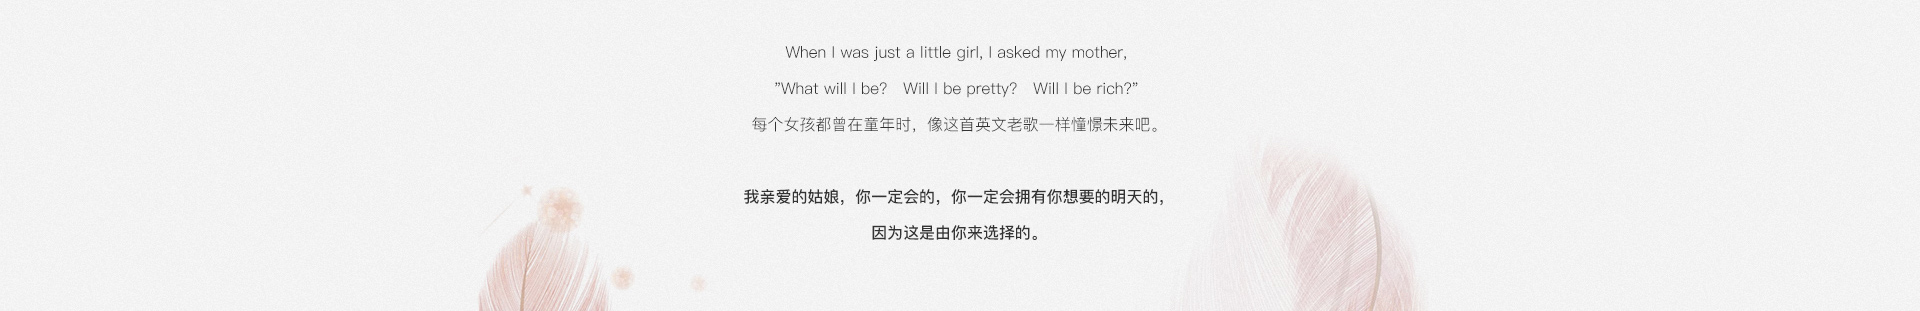 When I was just a little girl, I asked my mother,
”What will I be? Will I be pretty? Will I be rich?”
每个女孩都曾在童年时，像这首英文老歌一样憧憬未来吧。
我亲爱的姑娘，你一定会的，你一定会拥有你想要的明天的，
因为这是由你来选择的。